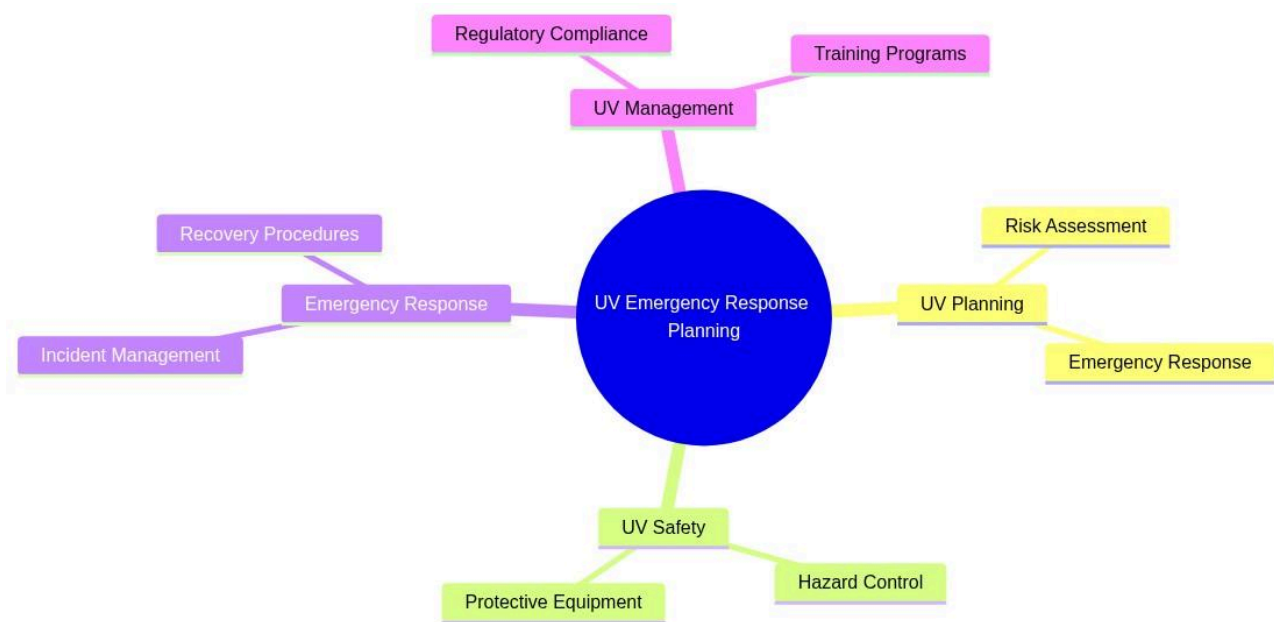 Regulatory Compliance
Training Programs
UV Management
Recovery Procedures
Risk Assessment
Emergency Response
UV Emergency Response
Planning
UV Planning
Incident Management
Emergency Response
UV Safety
Hazard Control
Protective Equipment